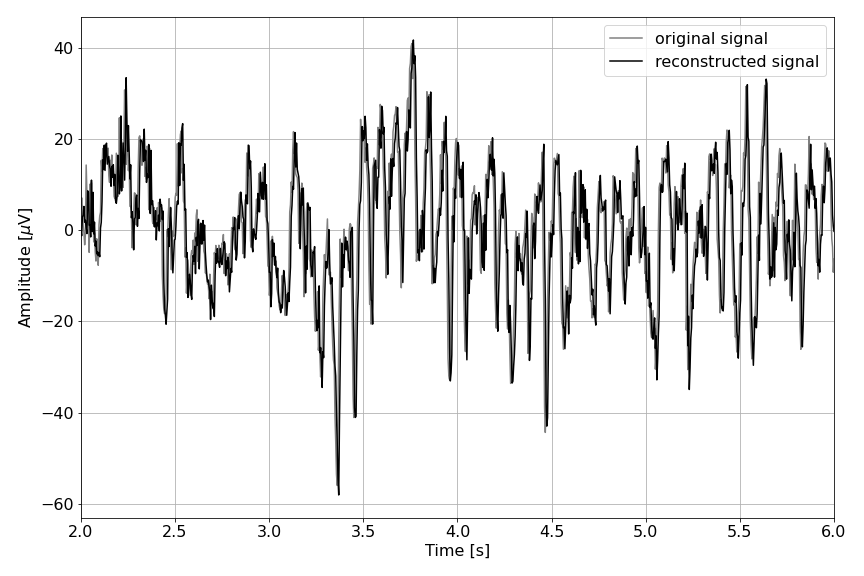 original signal
reconstructed signal
40
20
0
−20
−40
−60
Amplitude [μV]
2.0 2.5 3.0 3.5 4.0 4.5 5.0 5.5 6.0
Time [s]